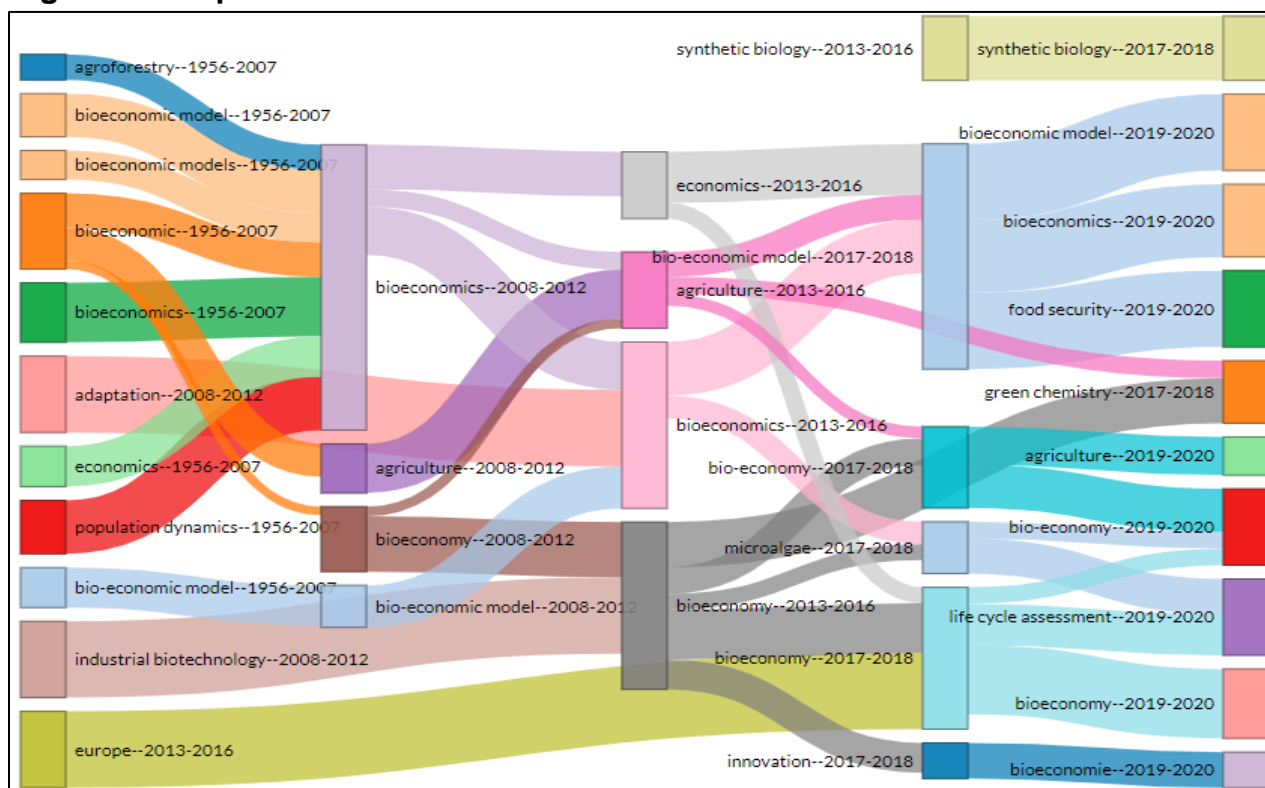 agroforestry--1956-2007
bioeconomic model--1956-2007
bioeconomic models--1956-2007
bioeconomic--1956-2007
bioeconomics--1956-2007
adaptation--2008-2012
economics--1956-2007
population dynamics--1956-2007
bio-economic model--1956-2007
industrial biotechnology--2008-2012
europe--2013-2016
bioeconomics--2008-2012
agriculture--2008-2012
bioeconomy--2008-2012
bio-economic model--2008-2012
economics--2013-2016
agriculture--2013-2016
bioeconomics--2013-2016
bioeconomy--2013-2016
synthetic biology--2013-2016
bio-economic model--2017-2018
bio-economy--2017-2018
microalgae--2017-2018
bioeconomy--2017-2018
innovation--2017-2018
synthetic biology--2017-2018
bioeconomic model--2019-2020
bioeconomics--2019-2020
food security--2019-2020
green chemistry--2017-2018
agriculture--2019-2020
bio-economy--2019-2020
life cycle assessment--2019-2020
bioeconomy--2019-2020
bioeconomie--2019-2020